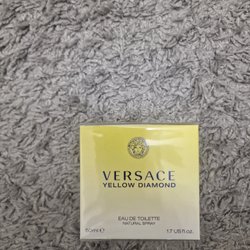 VERSACE
YELLOW DIAMOND
EAU DE TOILETTE
NATURAL SPRAY
50ml e 1.7 US fl. oz.